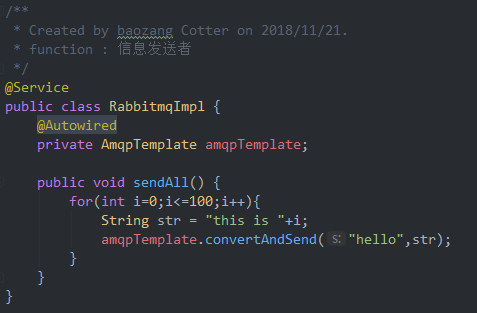 /**
 * Created by baozang Cotter on 2018/11/21.
 * function : 信息发送者
 */
@Service
public class RabbitmqImpl {
    @Autowired
    private AmqpTemplate amqpTemplate;
    public void sendAll() {
        for(int i=0;i<=100;i++){
            String str = "this is "+i;
            amqpTemplate.convertAndSend( s: "hello",str);
        }
    }
}